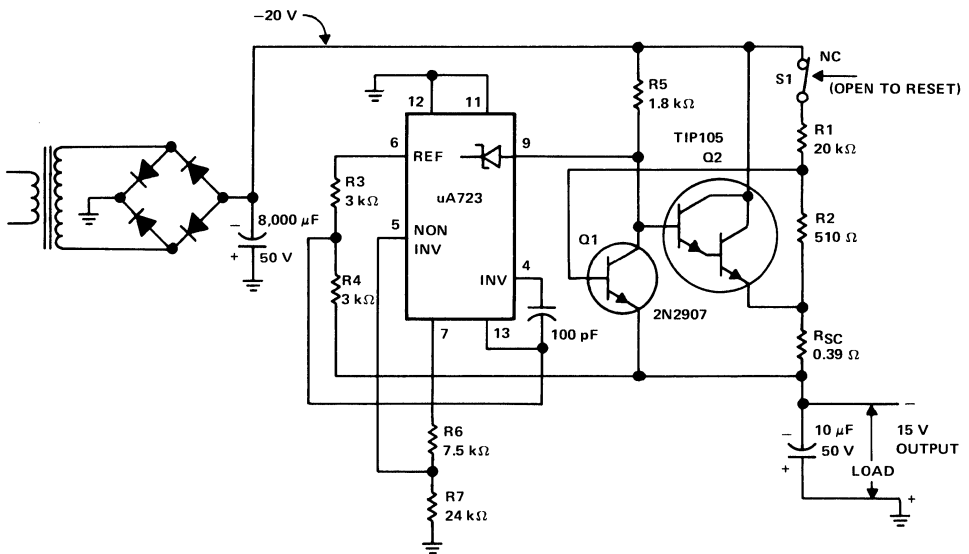 −20 V
NC
S1
(OPEN TO RESET)
R5
1.8 kΩ
12
11
R1
20 kΩ
TIP105
Q2
6
REF
9
R3
3 kΩ
uA723
8,000 μF
−
+
50 V
5
NON
INV
R2
510 Ω
Q1
4
INV
R4
3 kΩ
2N2907
7
13
100 pF
RSC
0.39 Ω
−
−
10 μF
50 V
+
15 V
OUTPUT
LOAD
+
R6
7.5 kΩ
R7
24 kΩ